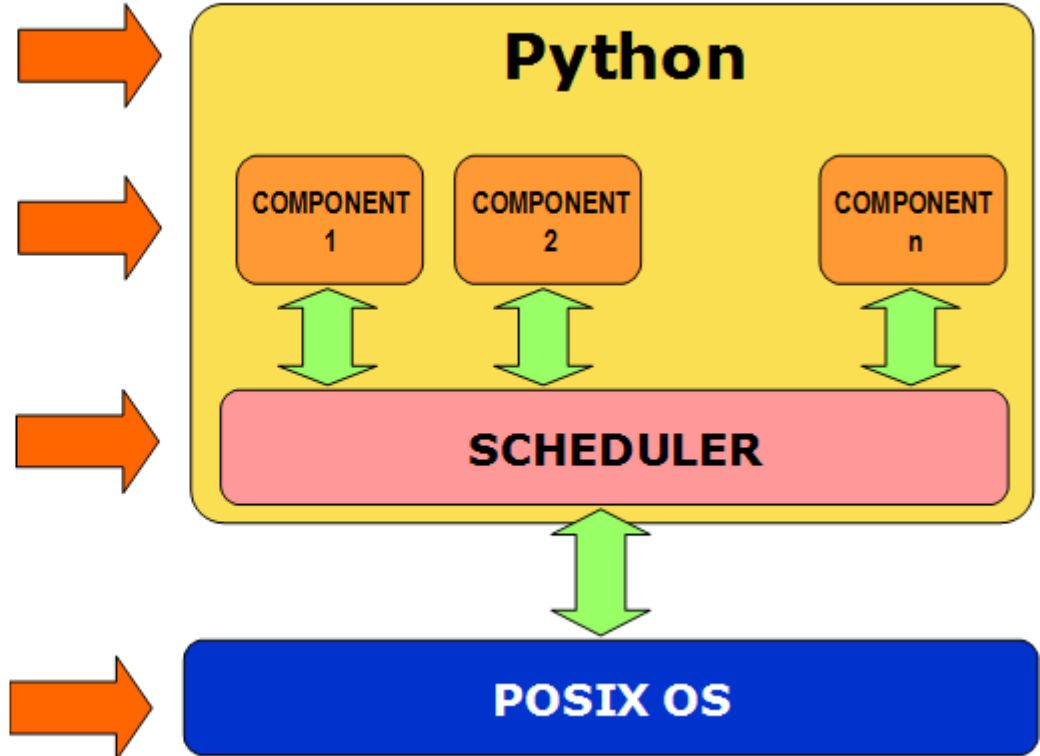 Python
COMPONENT
1
COMPONENT
2
COMPONENT
n
SCHEDULER
POSIX OS